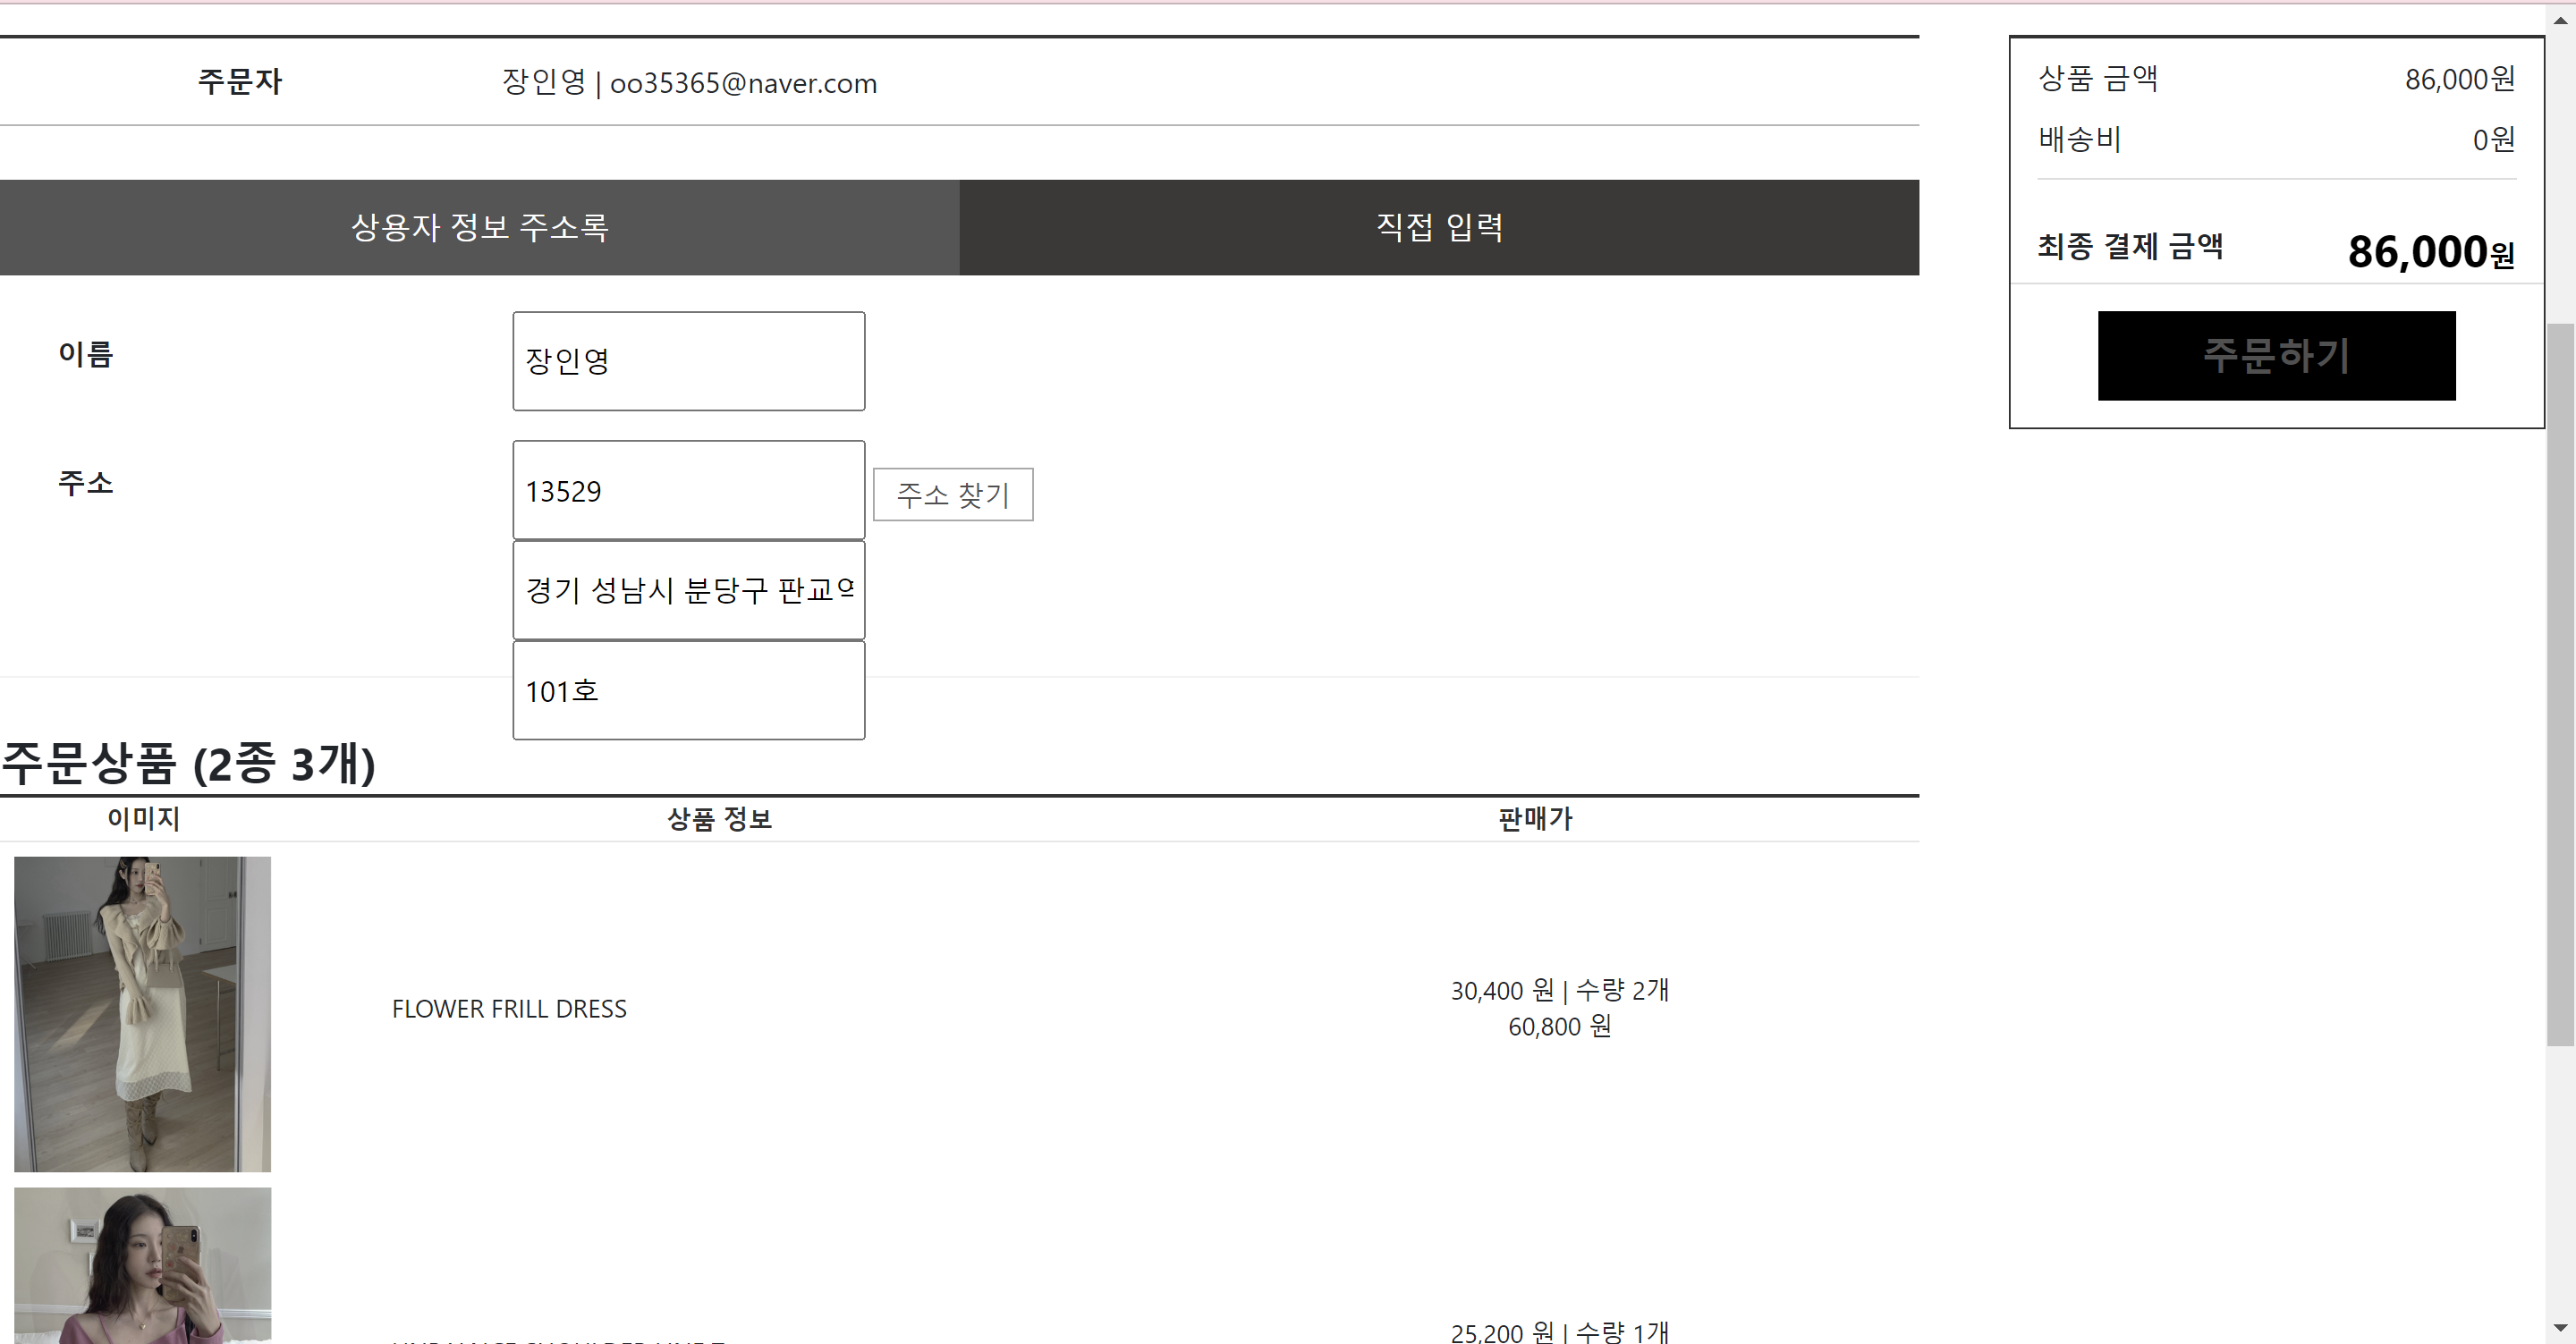 주문자
장인영 | oo35365@naver.com
상용자 정보 주소록
직접 입력
이름
장인영
주소
13529
주소 찾기
경기 성남시 분당구 판교역
101호
상품 금액 86,000원
배송비 0원
최종 결제 금액 86,000원
주문하기
주문상품 (2종 3개)
이미지 상품 정보 판매가
FLOWER FRILL DRESS
30,400 원 | 수량 2개
60,800 원
25,200 원 | 수량 1개